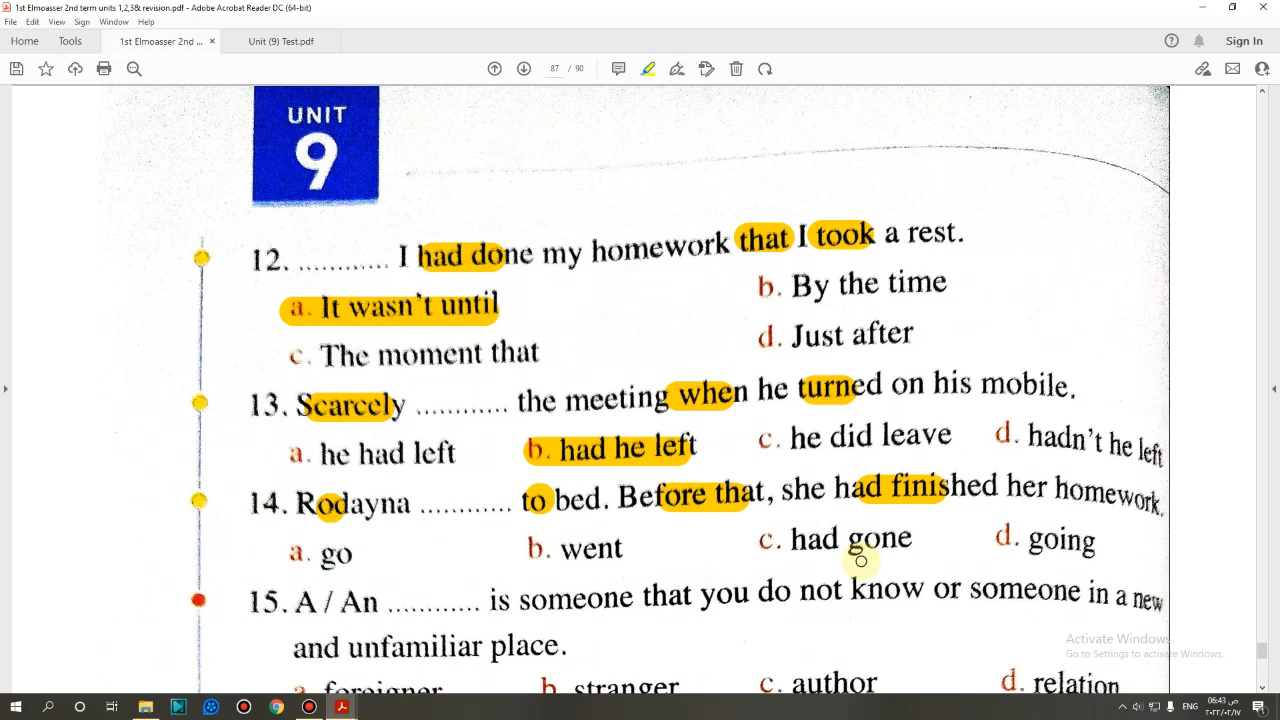 1st Elmoasser 2nd term units 1,2,3& revision.pdf - Adobe Acrobat Reader DC (64-bit)
File Edit View Sign Window Help
Home Tools 1st Elmoasser 2nd ... × Unit (9) Test.pdf Sign In
87 / 90
UNIT
9
12. ............ I had done my homework that I took a rest.
a. It wasn't until b. By the time
c. The moment that d. Just after
13. Scarcely ............ the meeting when he turned on his mobile.
a. he had left b. had he left c. he did leave d. hadn't he left
14. Rodayna ............ to bed. Before that, she had finished her homework.
a. go b. went c. had gone d. going
15. A / An ............ is someone that you do not know or someone in a new
and unfamiliar place.
a. foreigner b. stranger c. author d. relation
Activate Windows
Go to Settings to activate Windows.
ENG 06:43 ص
٢٠٢٢/٠٢/١٧